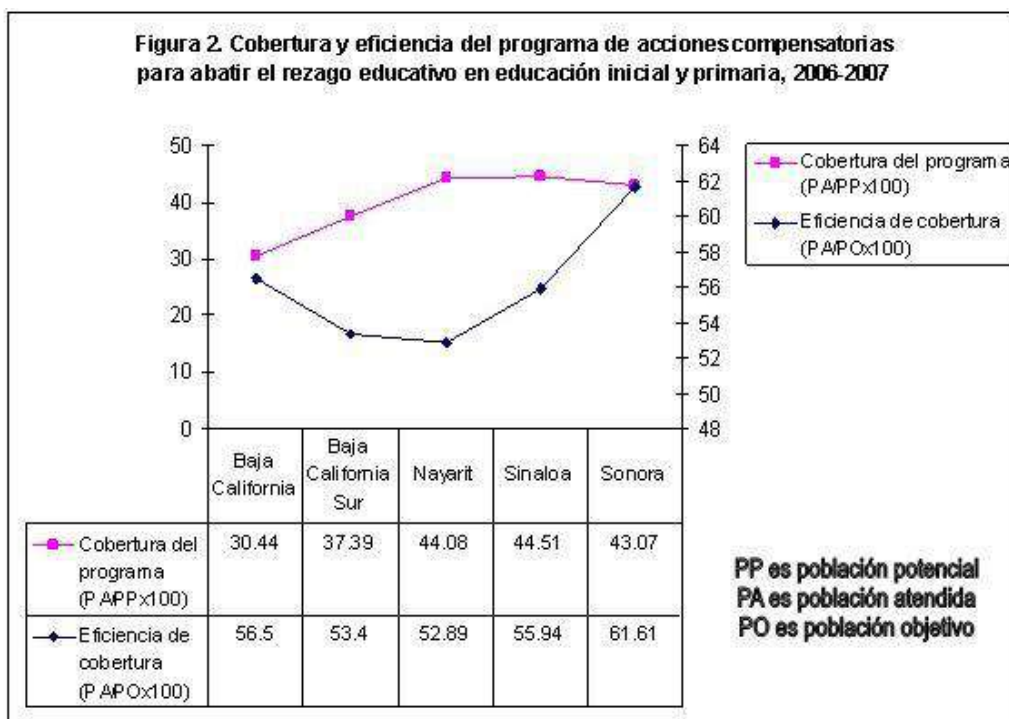 Figura 2. Cobertura y eficiencia del programa de acciones compensatorias
para abatir el rezago educativo en educación inicial y primaria, 2006-2007
50
40
30
20
10
0
64
62
60
58
56
54
52
50
48
Cobertura del programa
(PA/PPx100)
Eficiencia de cobertura
(PA/POx100)
Baja
California
Baja
California
Sur
Nayarit
Sinaloa
Sonora
Cobertura del
programa
(PA/PPx100)
30.44
37.39
44.08
44.51
43.07
Eficiencia de
cobertura
(PA/POx100)
56.5
53.4
52.89
55.94
61.61
PP es población potencial
PA es población atendida
PO es población objetivo